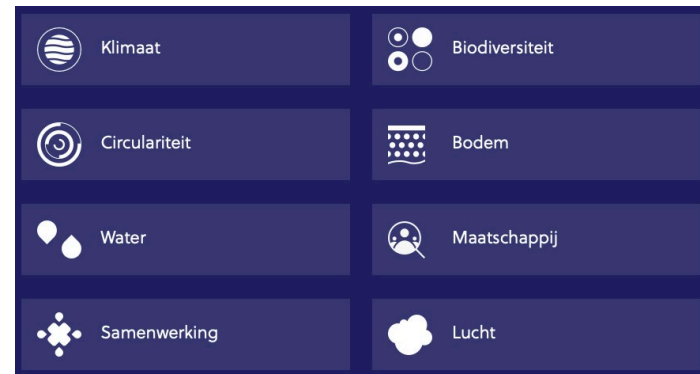 Klimaat
Biodiversiteit
Circulariteit
Bodem
Water
Maatschappij
Samenwerking
Lucht